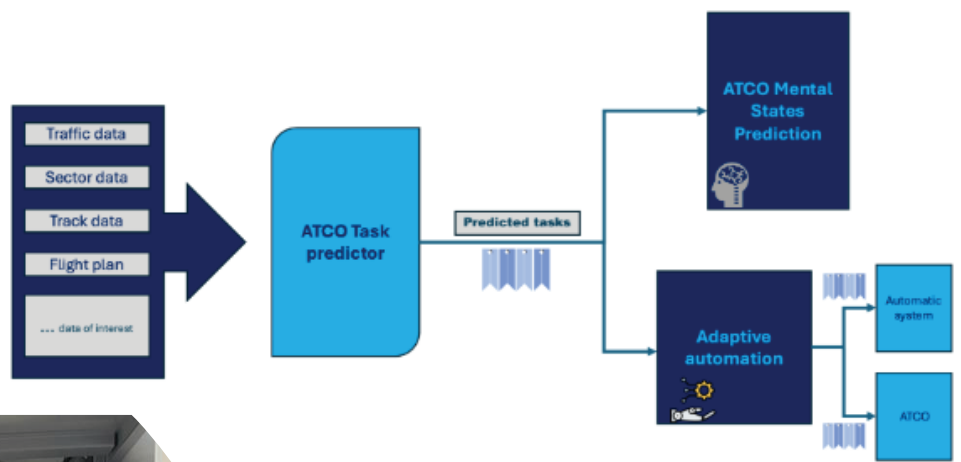 Traffic data
Sector data
Track data
Flight plan
... data of interest
ATCO Task
predictor
Predicted tasks
ATCO Mental
States
Prediction
Adaptive
automation
Automatic
system
ATCO